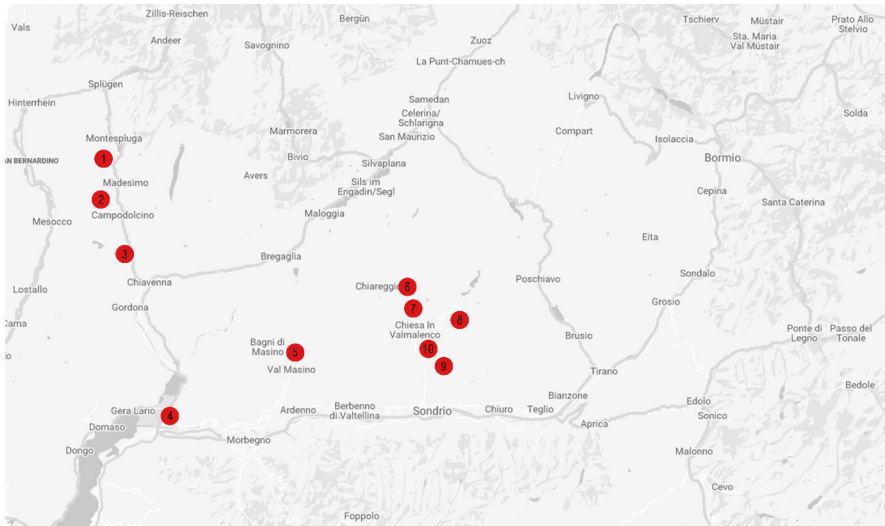 Zillis-Reischen
Bergün
Tschierv
Müstair
Prato Allo
Stelvio
Vals
Andeer
Savognino
Zuoz
Sta. Maria
Val Müstair
La Punt-Chamues-ch
Splügen
Hinterrhein
Samedan
Livigno
Celerina/
Schlarigna
Solda
Montespluga
Marmorera
San Maurizio
Compart
Isolaccia
1
AN BERNARDINO
Bivio
Silvaplana
Bormio
Madesimo
Avers
Sils im
Engadin/Segl
Cepina
2
Campodolcino
Maloggia
Santa Caterina
Mesocco
Eita
3
Bregaglia
Chiavenna
Poschiavo
Sondalo
Lostallo
Chiareggio
6
Gordona
7
Grosio
Cama
Chiesa In
Valmalenco
8
Brusio
Ponte di
Legno
Passo del
Tonale
Bagni di
Masino
5
10
Val Masino
9
Tirano
Bedole
Gera Lario
4
Ardenno
Berbenno
di Valtellina
Sondrio
Chiuro
Teglio
Bianzone
Edolo
Sonico
Domaso
Aprica
Morbegno
Dongo
Malonno
Cevo
Foppolo